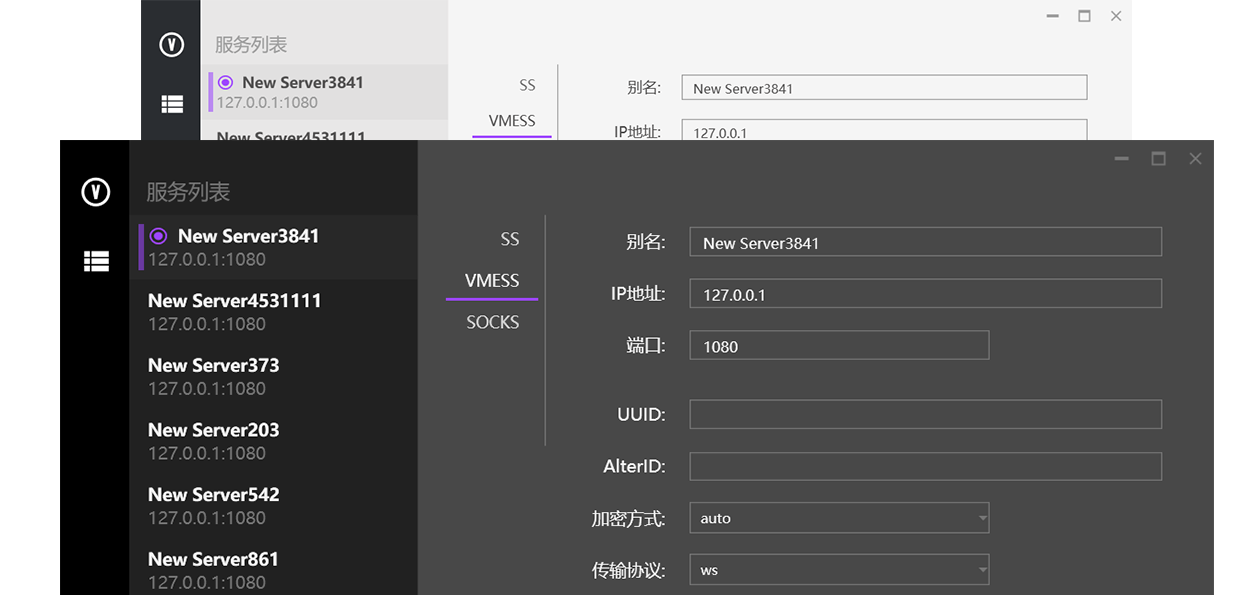 服务列表
New Server3841
127.0.0.1:1080
New Server4531111
SS
VMESS
别名:
New Server3841
IP地址:
127.0.0.1
服务列表
New Server3841
127.0.0.1:1080
New Server4531111
127.0.0.1:1080
New Server373
127.0.0.1:1080
New Server203
127.0.0.1:1080
New Server542
127.0.0.1:1080
New Server861
127.0.0.1:1080
SS
VMESS
SOCKS
别名:
New Server3841
IP地址:
127.0.0.1
端口:
1080
UUID:
AlterID:
加密方式:
auto
传输协议:
ws